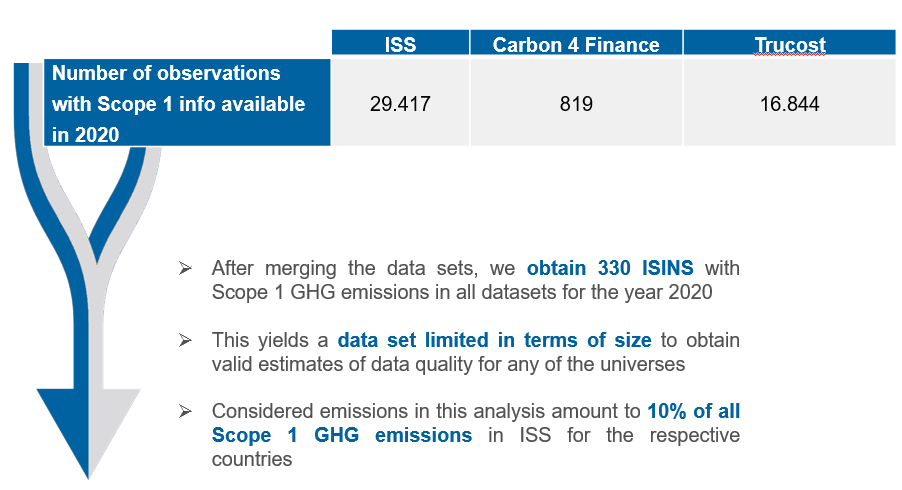 ISS Carbon 4 Finance Trucost
Number of observations
with Scope 1 info available
in 2020
29.417 819 16.844
➢ After merging the data sets, we obtain 330 ISINS with
Scope 1 GHG emissions in all datasets for the year 2020
➢ This yields a data set limited in terms of size to obtain
valid estimates of data quality for any of the universes
➢ Considered emissions in this analysis amount to 10% of all
Scope 1 GHG emissions in ISS for the respective
countries